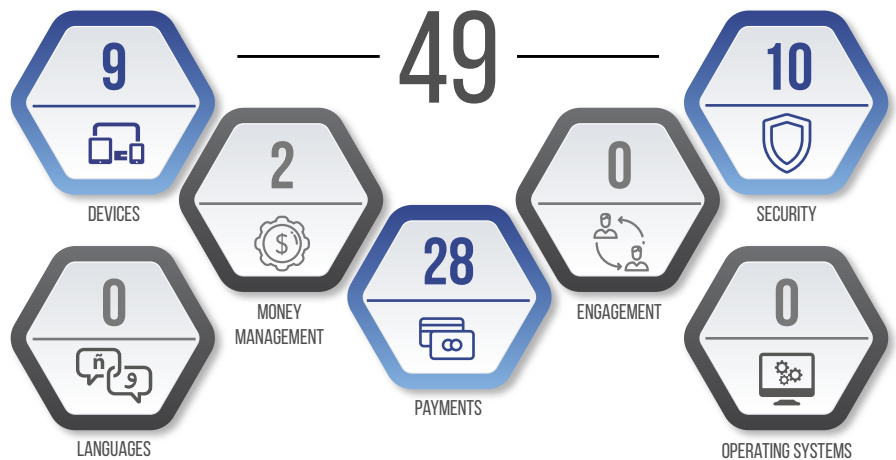 49
9
DEVICES
2
$
MONEY
MANAGEMENT
28
PAYMENTS
0
ENGAGEMENT
10
SECURITY
0
ñ
و
LANGUAGES
0
OPERATING SYSTEMS